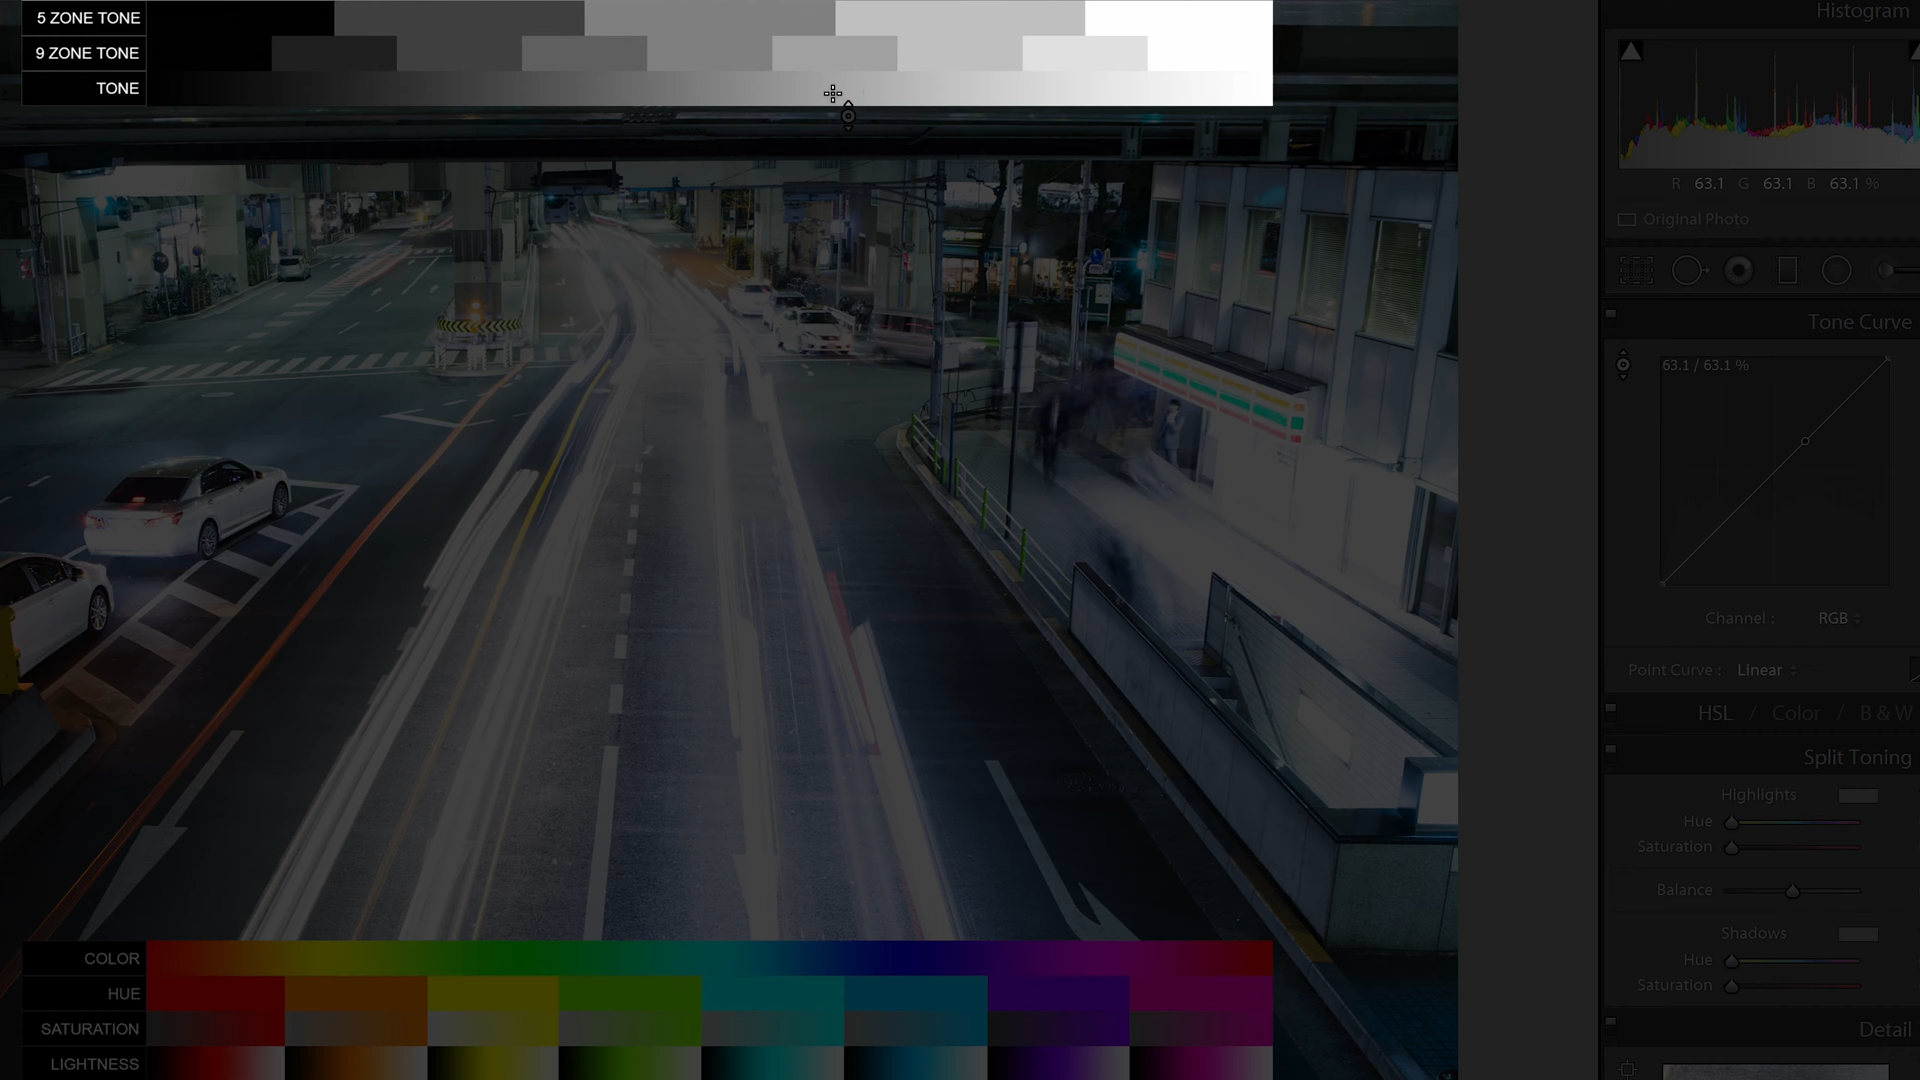 5 ZONE TONE
9 ZONE TONE
TONE
Histogram
R 63.1 G 63.1 B 63.1 %
Original Photo
Tone Curve
63.1 / 63.1 %
Channel : RGB
Point Curve : Linear
HSL / Color / B & W
Split Toning
Highlights
Hue
Saturation
Balance
Shadows
Hue
Saturation
Detail
COLOR
HUE
SATURATION
LIGHTNESS